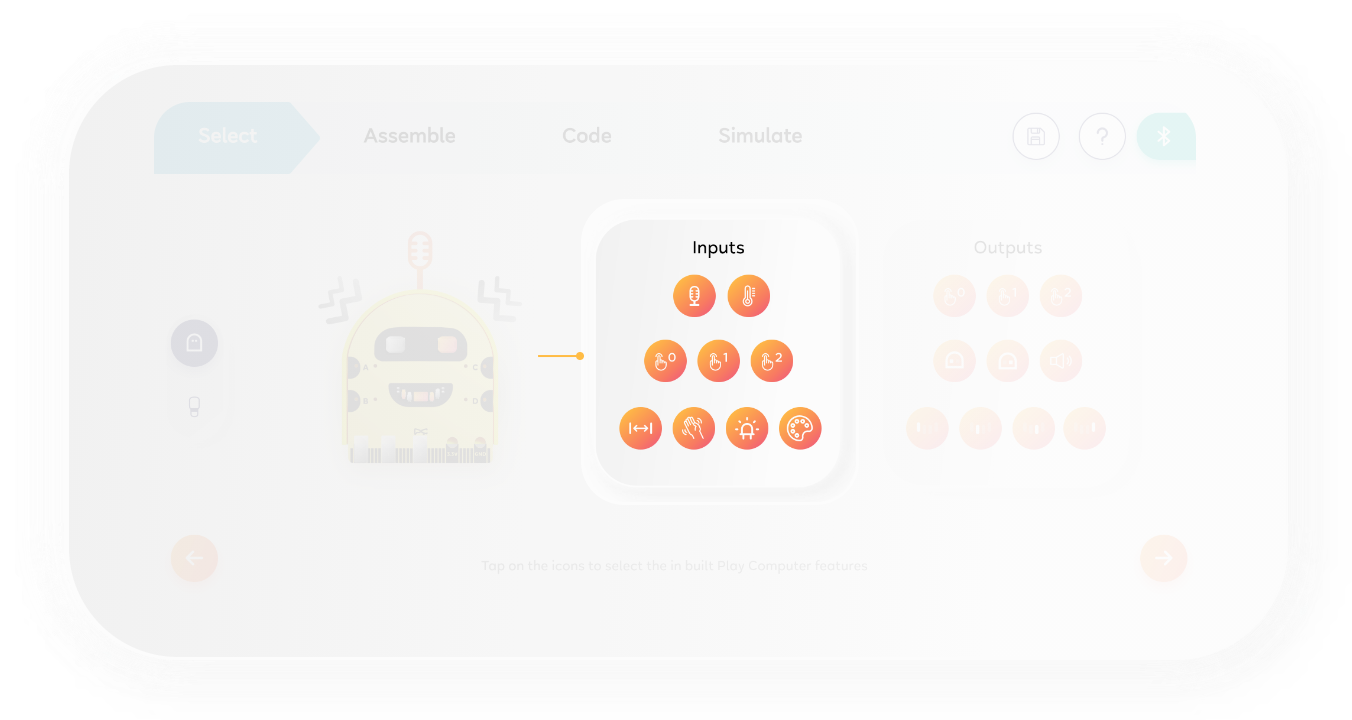 Select Assemble Code Simulate ?
Inputs
Outputs
0 1 2
0 1 2
A C
B D
Tap on the icons to select the in built Play Computer features